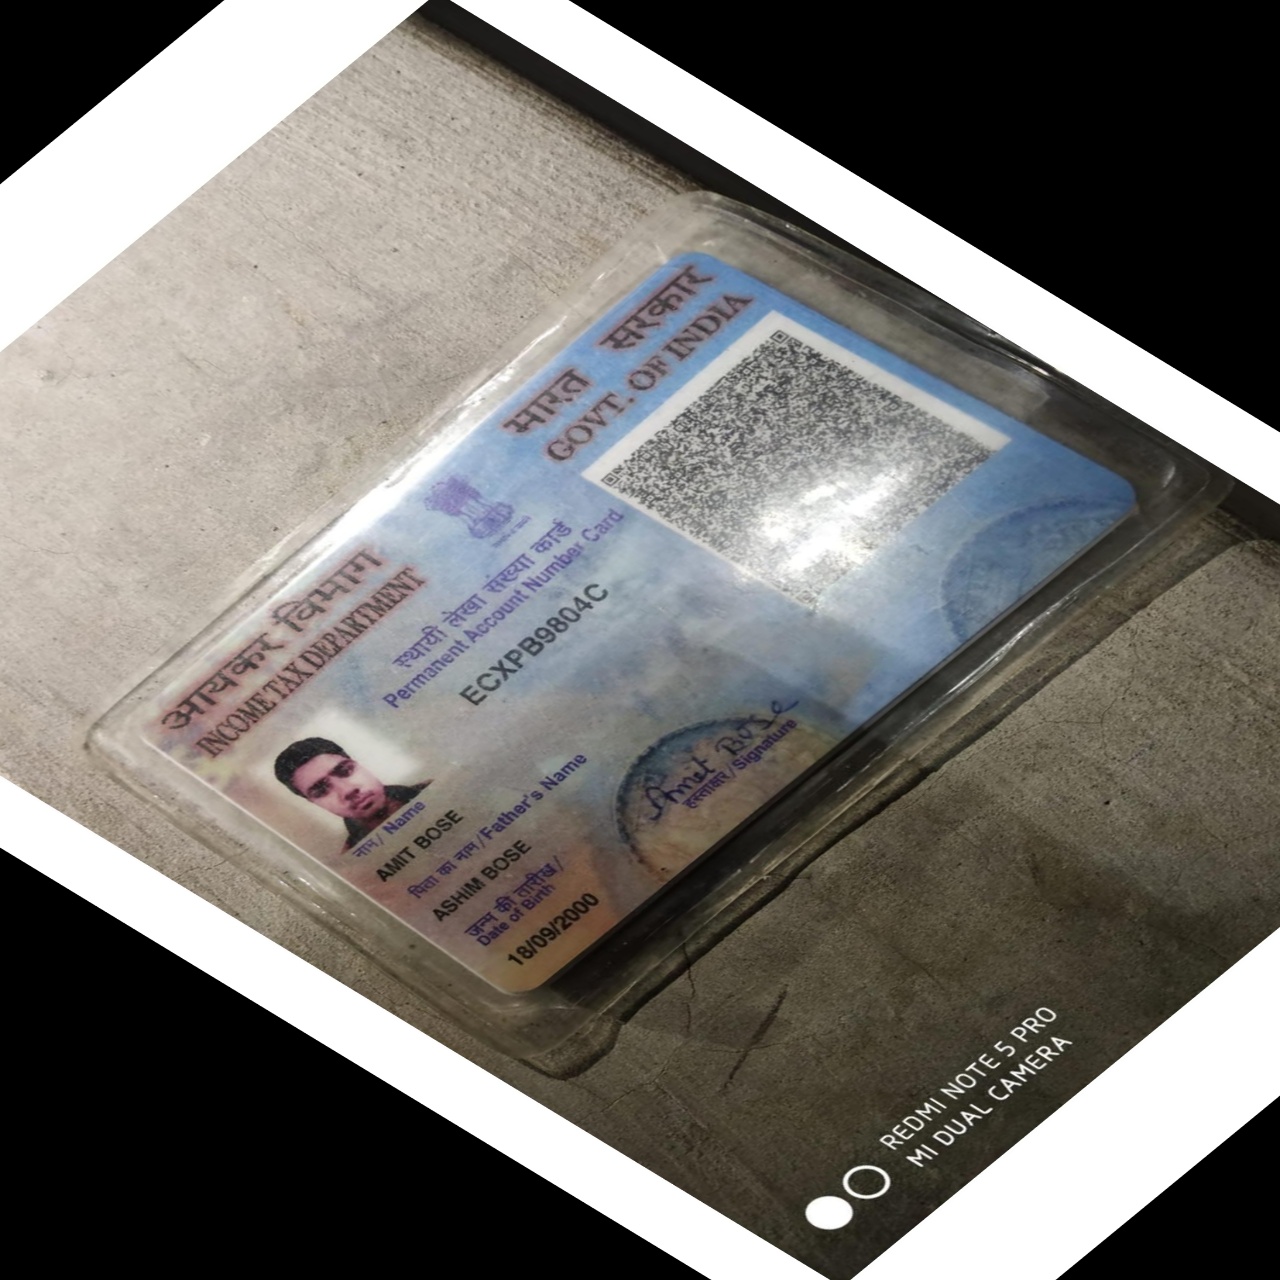 आयकर विभाग
INCOME TAX DEPARTMENT
भारत सरकार
GOVT. OF INDIA
स्थायी लेखा संख्या कार्ड
Permanent Account Number Card
ECXPB9804C
नाम / Name
AMIT BOSE
पिता का नाम / Father's Name
ASHIM BOSE
जन्म की तारीख /
Date of Birth
18/09/2000
Amit Bose
हस्ताक्षर / Signature
REDMI NOTE 5 PRO
MI DUAL CAMERA